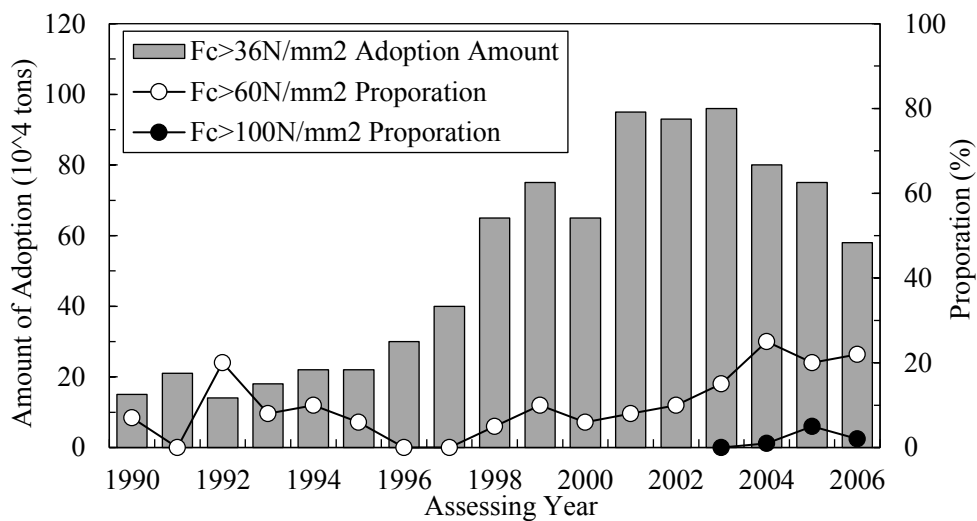 120
100
80
60
40
20
0
Amount of Adoption (10^4 tons)
Fc>36N/mm2 Adoption Amount
Fc>60N/mm2 Proporation
Fc>100N/mm2 Proporation
100
80
60
40
20
0
Proporation (%)
1990 1992 1994 1996 1998 2000 2002 2004 2006
Assessing Year